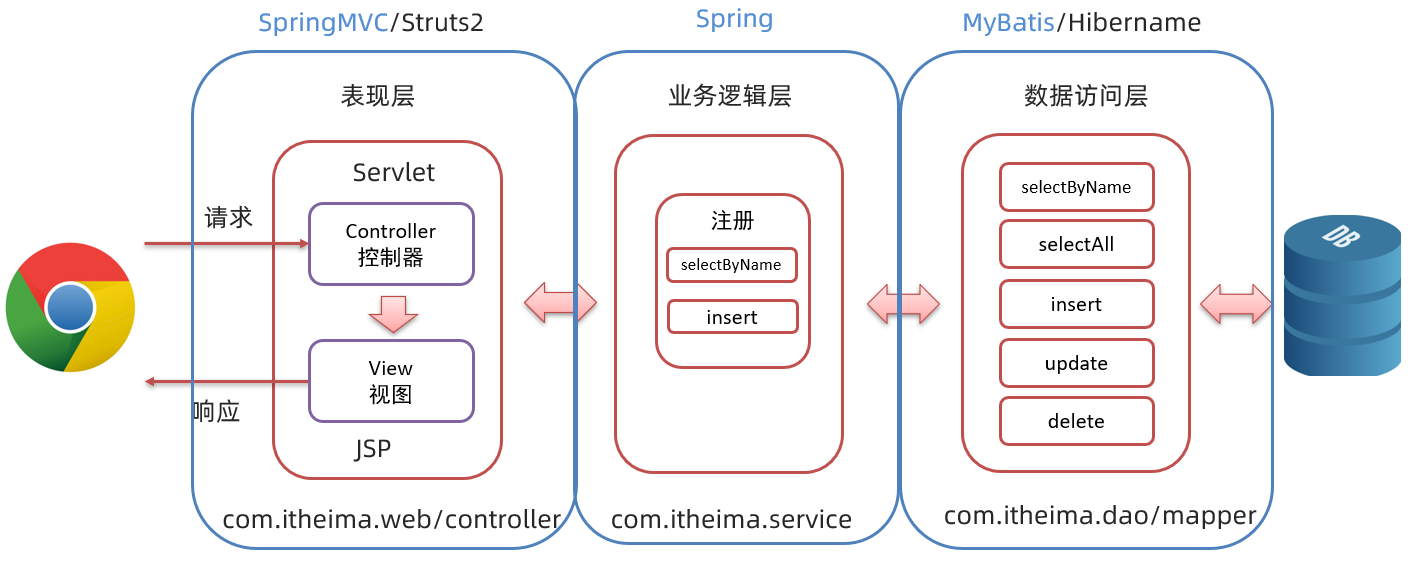 SpringMVC/Struts2
Spring
MyBatis/Hibername
表现层
业务逻辑层
数据访问层
Servlet
请求
Controller
控制器
View
视图
响应
JSP
注册
selectByName
insert
selectByName
selectAll
insert
update
delete
DB
com.itheima.web/controller
com.itheima.service
com.itheima.dao/mapper